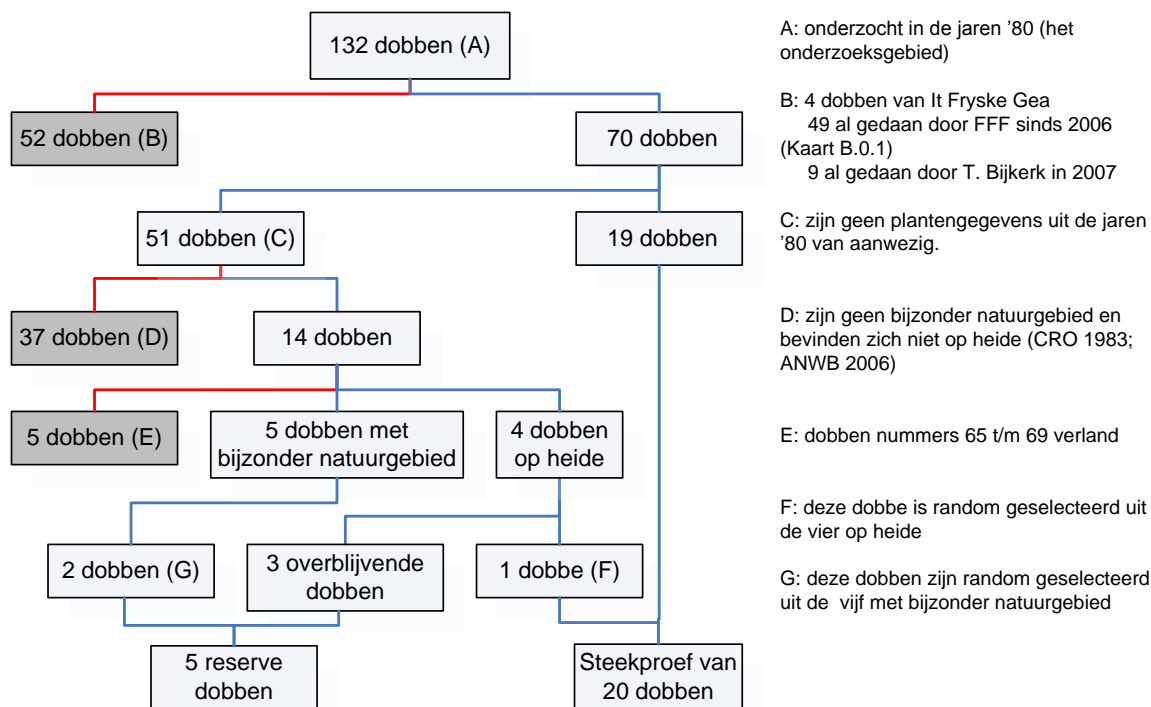 132 dobben (A)
52 dobben (B)
70 dobben
51 dobben (C)
19 dobben
37 dobben (D)
14 dobben
5 dobben (E)
5 dobben met
bijzonder natuurgebied
4 dobben
op heide
2 dobben (G)
3 overblijvende
dobben
1 dobbe (F)
5 reserve
dobben
Steekproef van
20 dobben
A: onderzocht in de jaren ’80 (het
onderzoeksgebied)
B: 4 dobben van It Fryske Gea
49 al gedaan door FFF sinds 2006
(Kaart B.0.1)
9 al gedaan door T. Bijkerk in 2007
C: zijn geen plantengegevens uit de jaren
’80 van aanwezig.
D: zijn geen bijzonder natuurgebied en
bevinden zich niet op heide (CRO 1983;
ANWB 2006)
E: dobben nummers 65 t/m 69 verland
F: deze dobbe is random geselecteerd uit
de vier op heide
G: deze dobben zijn random geselecteerd
uit de vijf met bijzonder natuurgebied